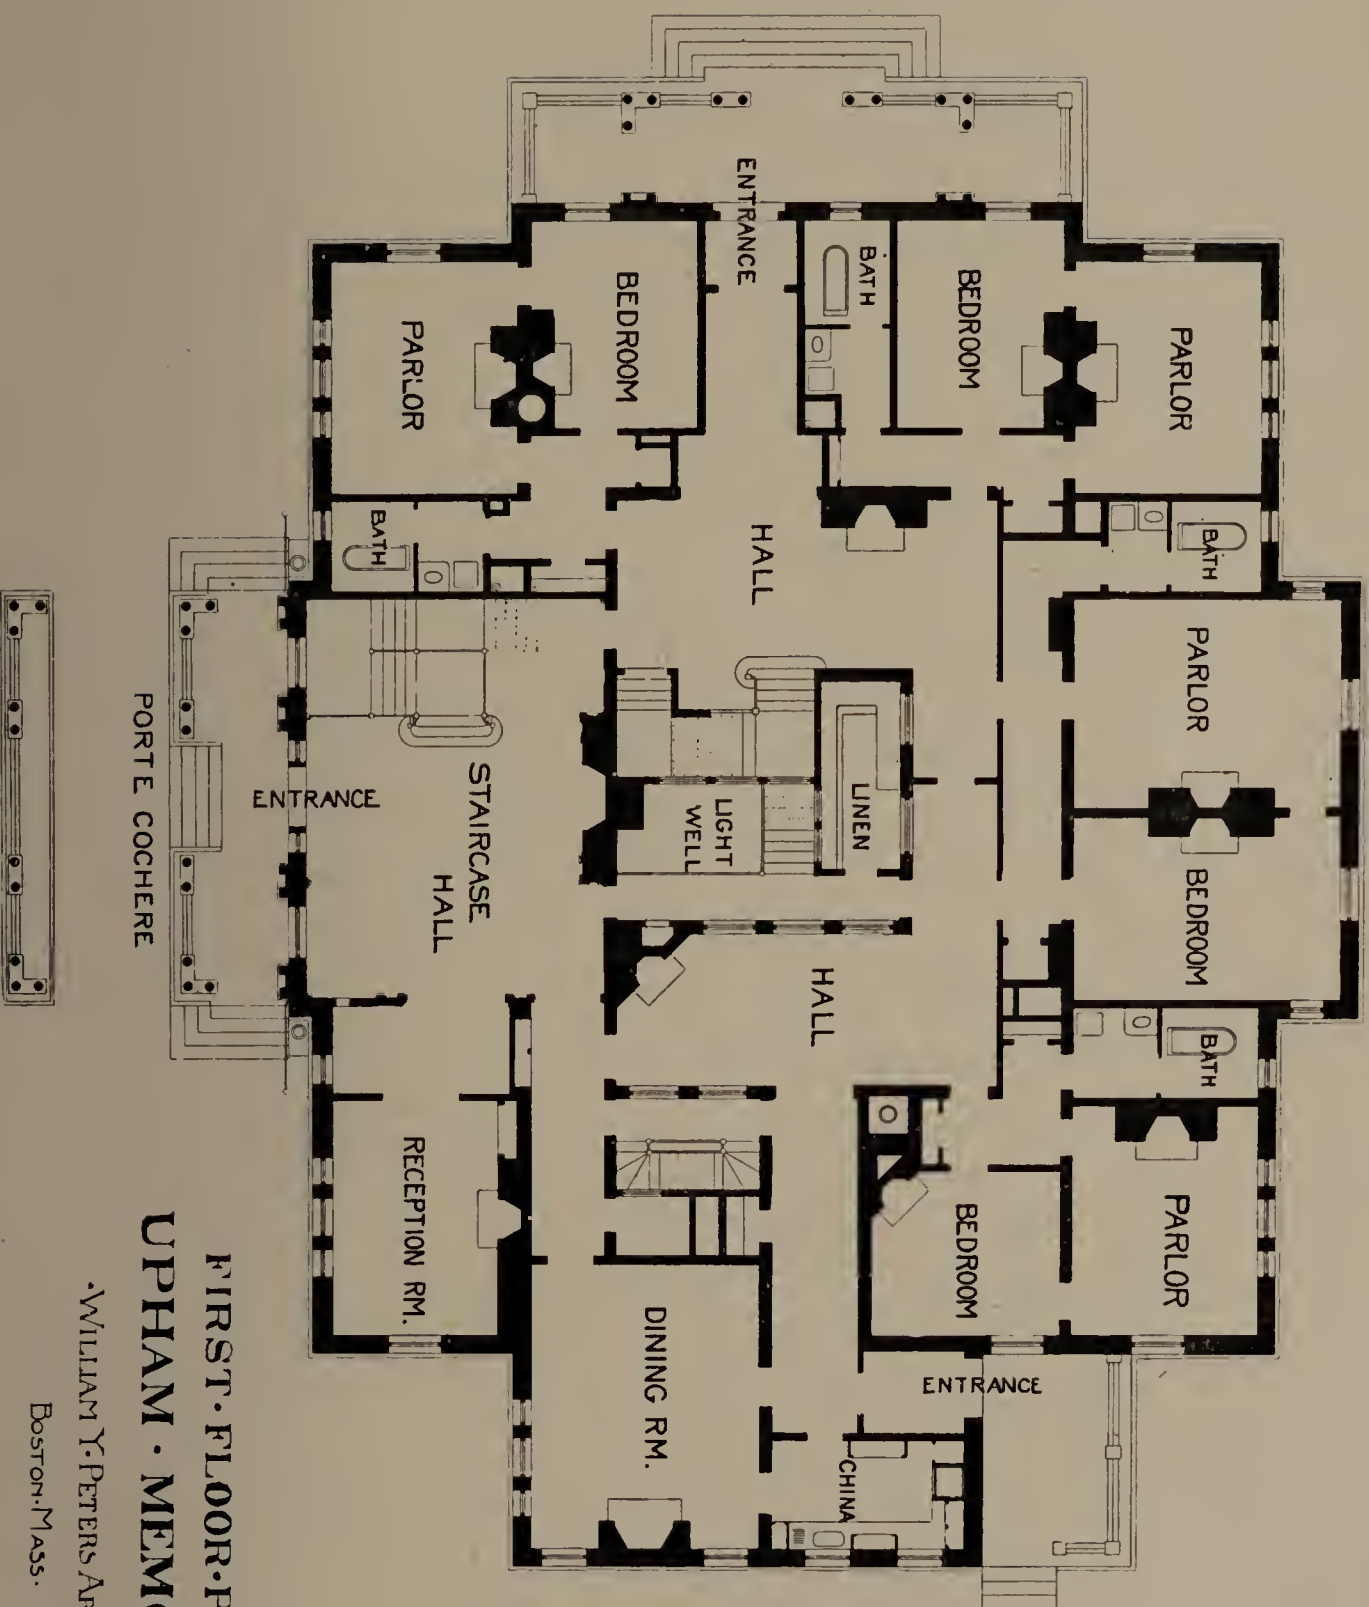 ENTRANCE
BATH
BEDROOM
BEDROOM
PARLOR
PARLOR
HALL
BATH
BATH
PARLOR
PORTE COCHERE
ENTRANCE
STAIRCASE
HALL
LIGHT
WELL
LINEN
BEDROOM
HALL
BATH
RECEPTION RM.
BEDROOM
PARLOR
DINING RM.
ENTRANCE
CHINA
FIRST·FLOOR·P
UPHAM·MEM
·WILLIAM Y·PETERS AR
BOSTON·MASS.